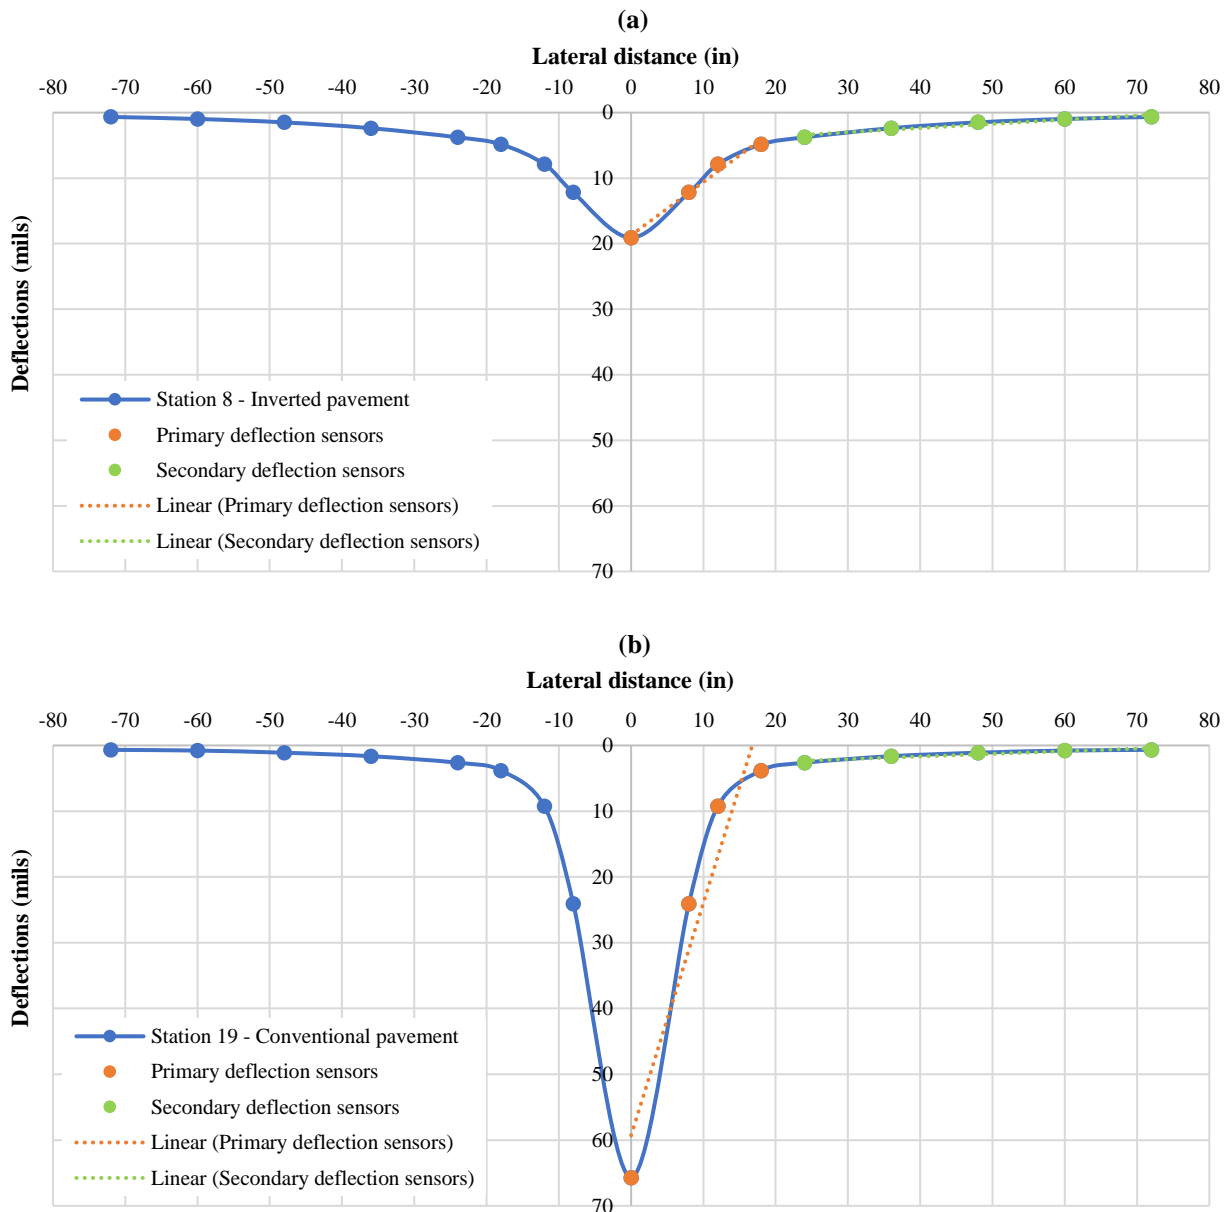 (a)
Lateral distance (in)
-80 -70 -60 -50 -40 -30 -20 -10 0 10 20 30 40 50 60 70 80
0
10
20
30
40
50
60
70
Deflections (mils)
Station 8 - Inverted pavement
Primary deflection sensors
Secondary deflection sensors
Linear (Primary deflection sensors)
Linear (Secondary deflection sensors)
(b)
Lateral distance (in)
-80 -70 -60 -50 -40 -30 -20 -10 0 10 20 30 40 50 60 70 80
0
10
20
30
40
50
60
70
Deflections (mils)
Station 19 - Conventional pavement
Primary deflection sensors
Secondary deflection sensors
Linear (Primary deflection sensors)
Linear (Secondary deflection sensors)